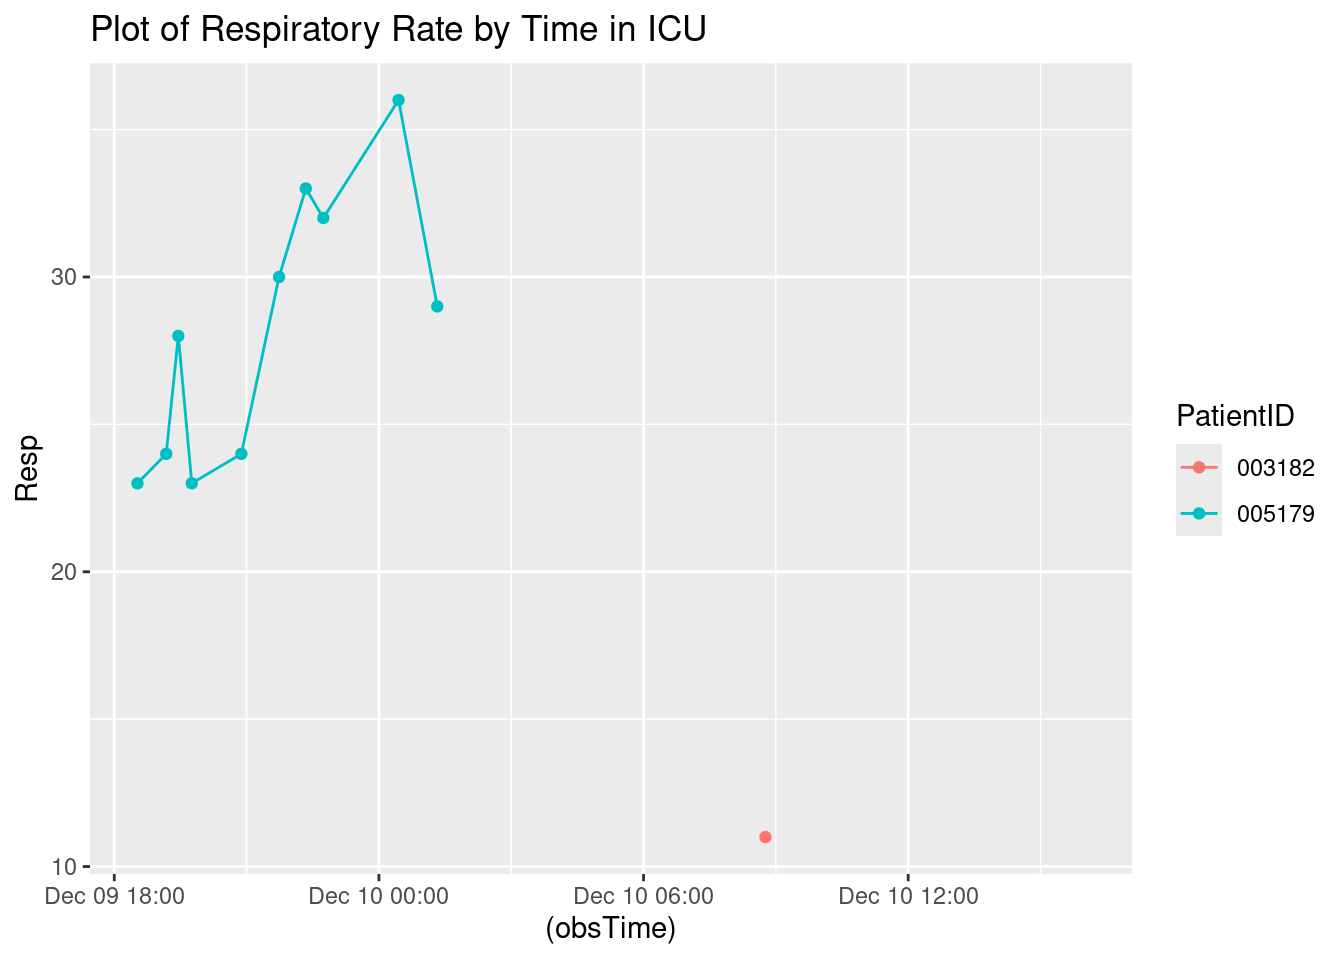 Plot of Respiratory Rate by Time in ICU
30
20
10
Resp
Dec 09 18:00
Dec 10 00:00
Dec 10 06:00
Dec 10 12:00
(obsTime)
PatientID
003182
005179